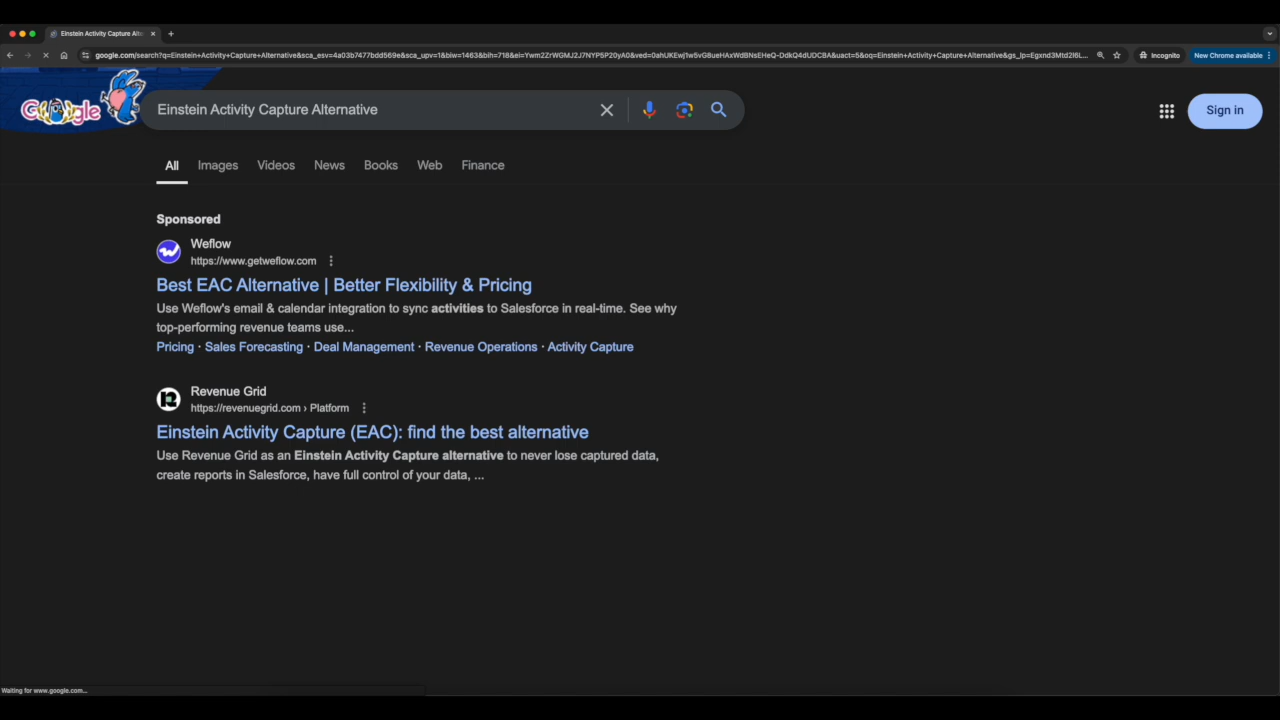 Einstein Activity Capture Alte
Incognito
New Chrome available
Google
Einstein Activity Capture Alternative
Sign in
All Images Videos News Books Web Finance
Sponsored
Weflow
https://www.getweflow.com
Best EAC Alternative | Better Flexibility & Pricing
Use Weflow's email & calendar integration to sync activities to Salesforce in real-time. See why
top-performing revenue teams use...
Pricing · Sales Forecasting · Deal Management · Revenue Operations · Activity Capture
Revenue Grid
https://revenuegrid.com › Platform
Einstein Activity Capture (EAC): find the best alternative
Use Revenue Grid as an Einstein Activity Capture alternative to never lose captured data,
create reports in Salesforce, have full control of your data, ...
Waiting for www.google.com...